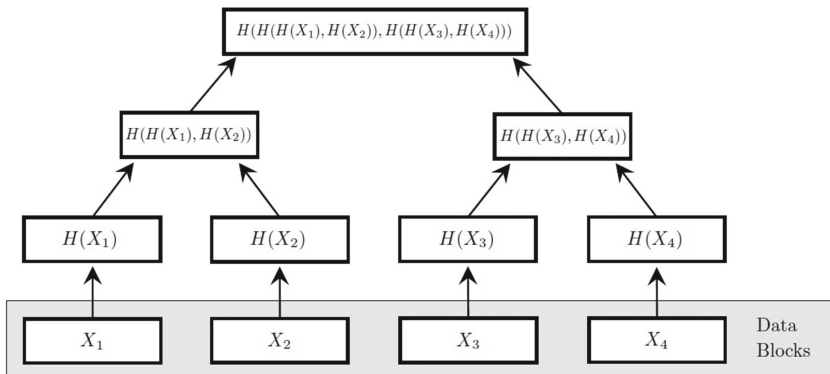 H(H(H(X₁), H(X₂)), H(H(X₃), H(X₄)))
H(H(X₁), H(X₂))
H(H(X₃), H(X₄))
H(X₁)
H(X₂)
H(X₃)
H(X₄)
X₁
X₂
X₃
X₄
Data
Blocks